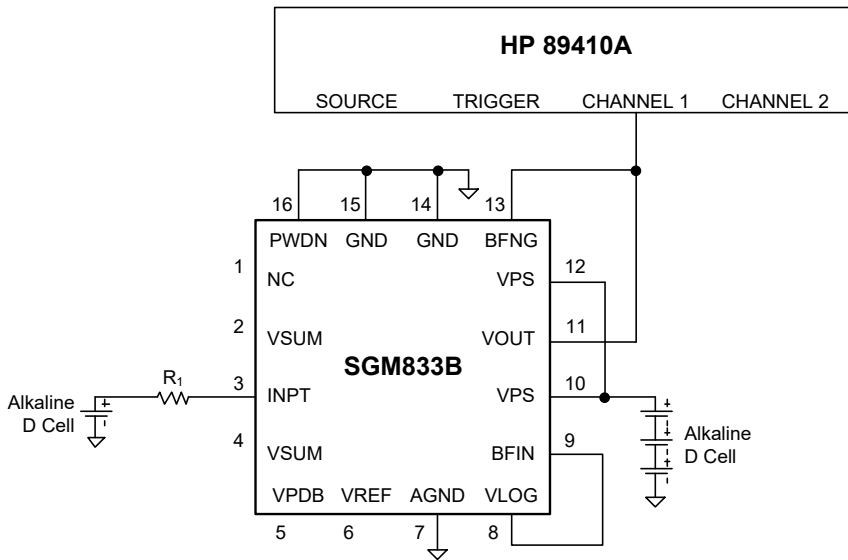 HP 89410A
SOURCE TRIGGER CHANNEL 1 CHANNEL 2
16 15 14 13
PWDN GND GND BFNG
1 NC VPS 12
2 VSUM VOUT 11
SGM833B
R1
3 INPT VPS 10
Alkaline
D Cell
+
-
4 VSUM BFIN 9
+
-
+
-
+
-
Alkaline
D Cell
VPDB VREF AGND VLOG
5 6 7 8